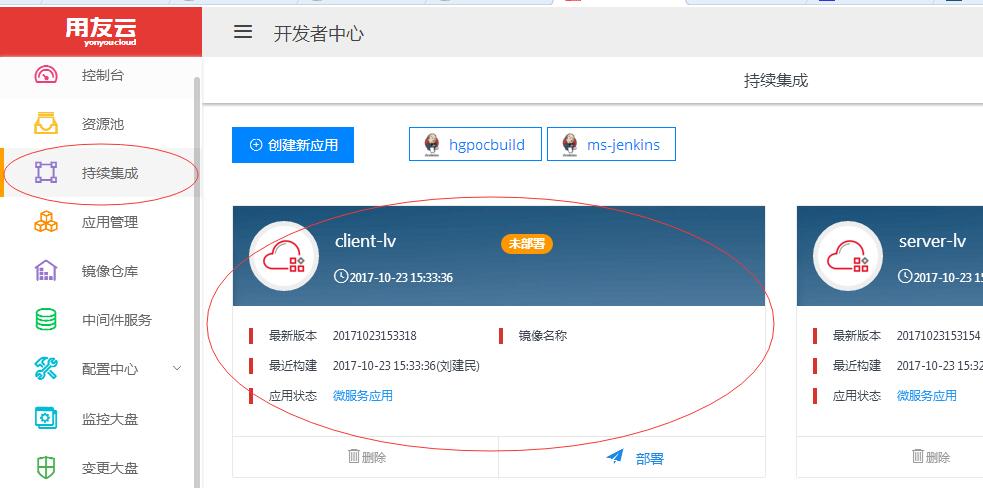 用友云
yonyoucloud
开发者中心
控制台
资源池
持续集成
应用管理
镜像仓库
中间件服务
配置中心
监控大盘
变更大盘
持续集成
创建新应用
hgpocbuild
ms-jenkins
client-lv
未部署
2017-10-23 15:33:36
最新版本 20171023153318 镜像名称
最近构建 2017-10-23 15:33:36(刘建民)
应用状态 微服务应用
删除 部署
server-lv
2017-10-23 15
最新版本 20171023153154
最近构建 2017-10-23 15:32
应用状态 微服务应用
删除